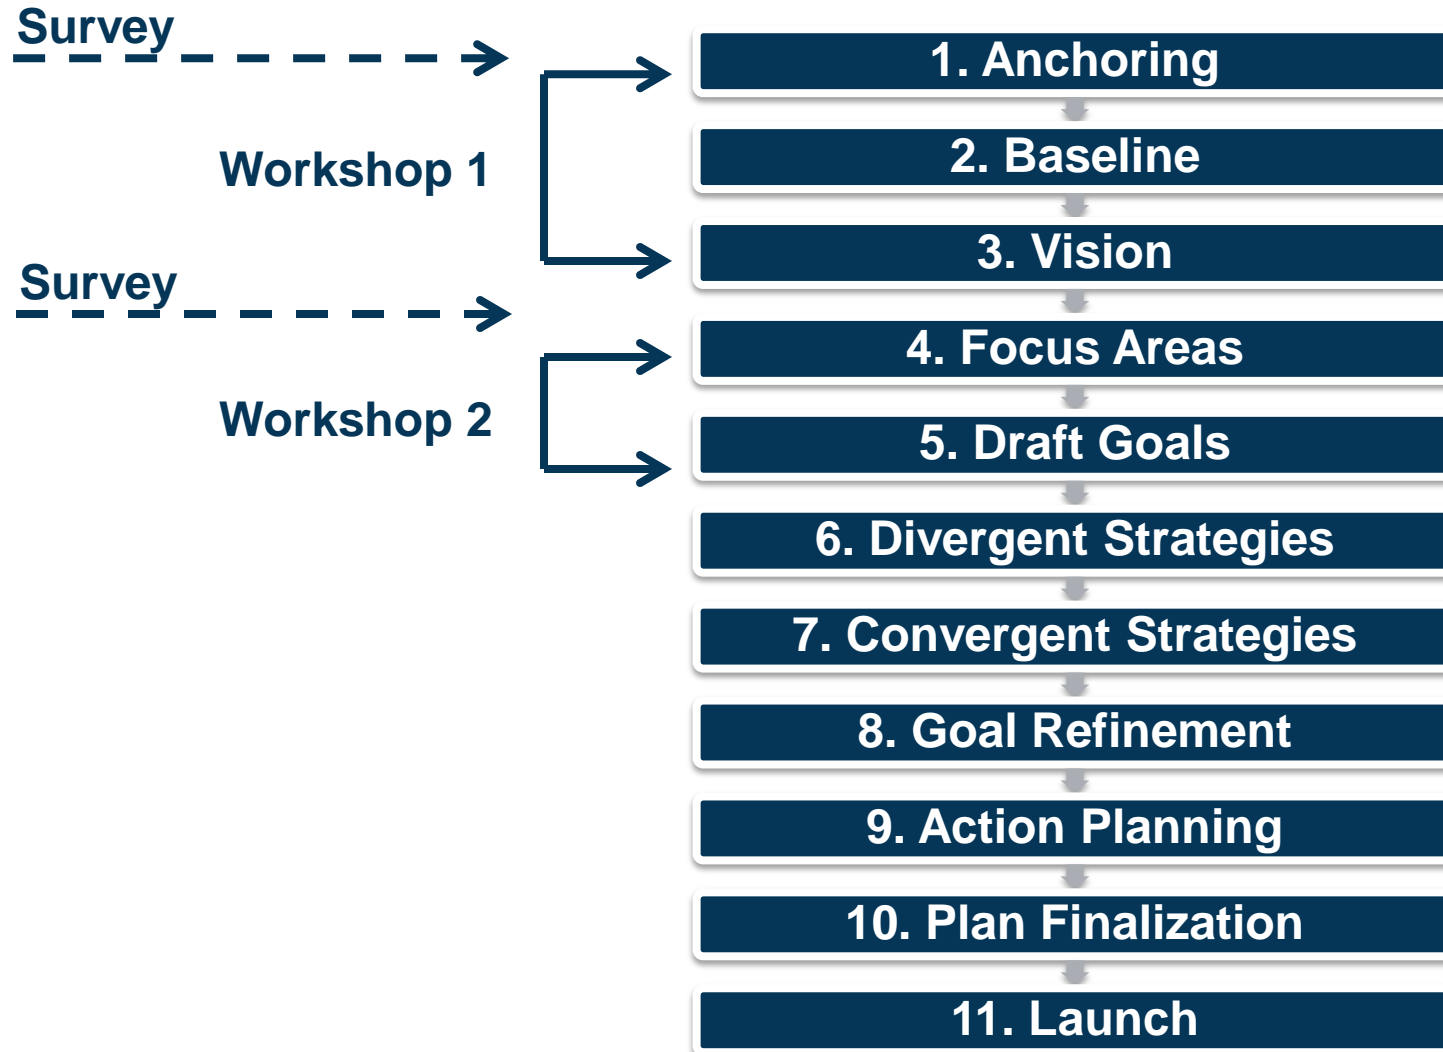 Survey
1. Anchoring
Workshop 1
2. Baseline
3. Vision
Survey
4. Focus Areas
Workshop 2
5. Draft Goals
6. Divergent Strategies
7. Convergent Strategies
8. Goal Refinement
9. Action Planning
10. Plan Finalization
11. Launch